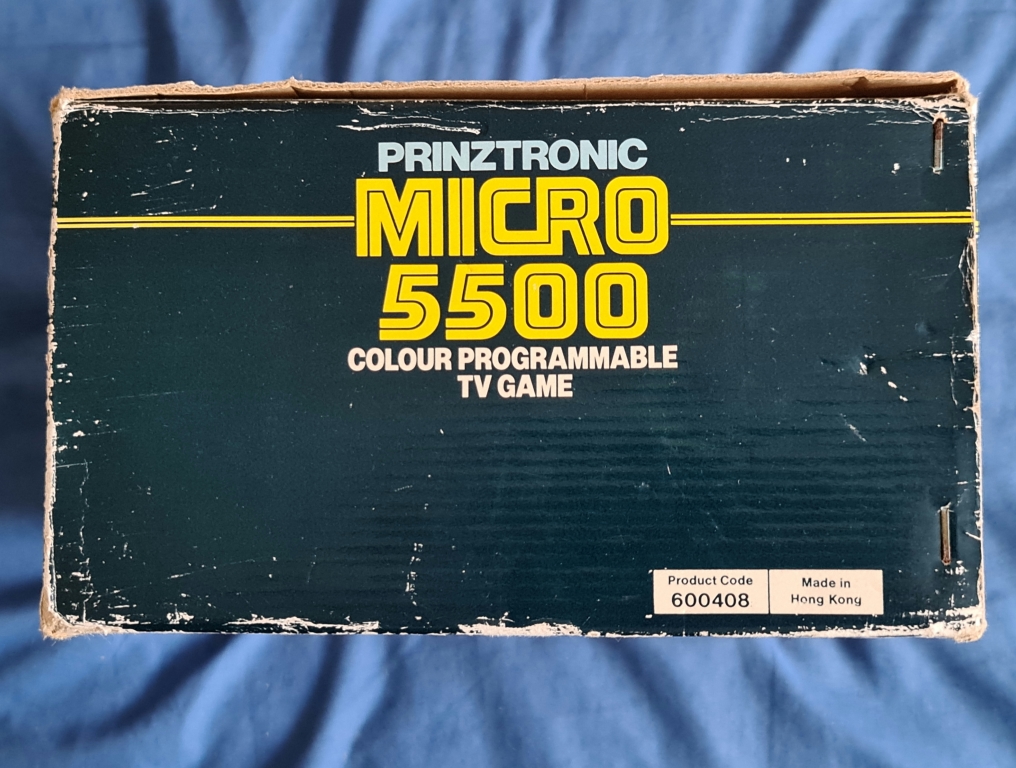 PRINZTRONIC
MICRO
5500
COLOUR PROGRAMMABLE
TV GAME
Product Code
600408
Made in
Hong Kong